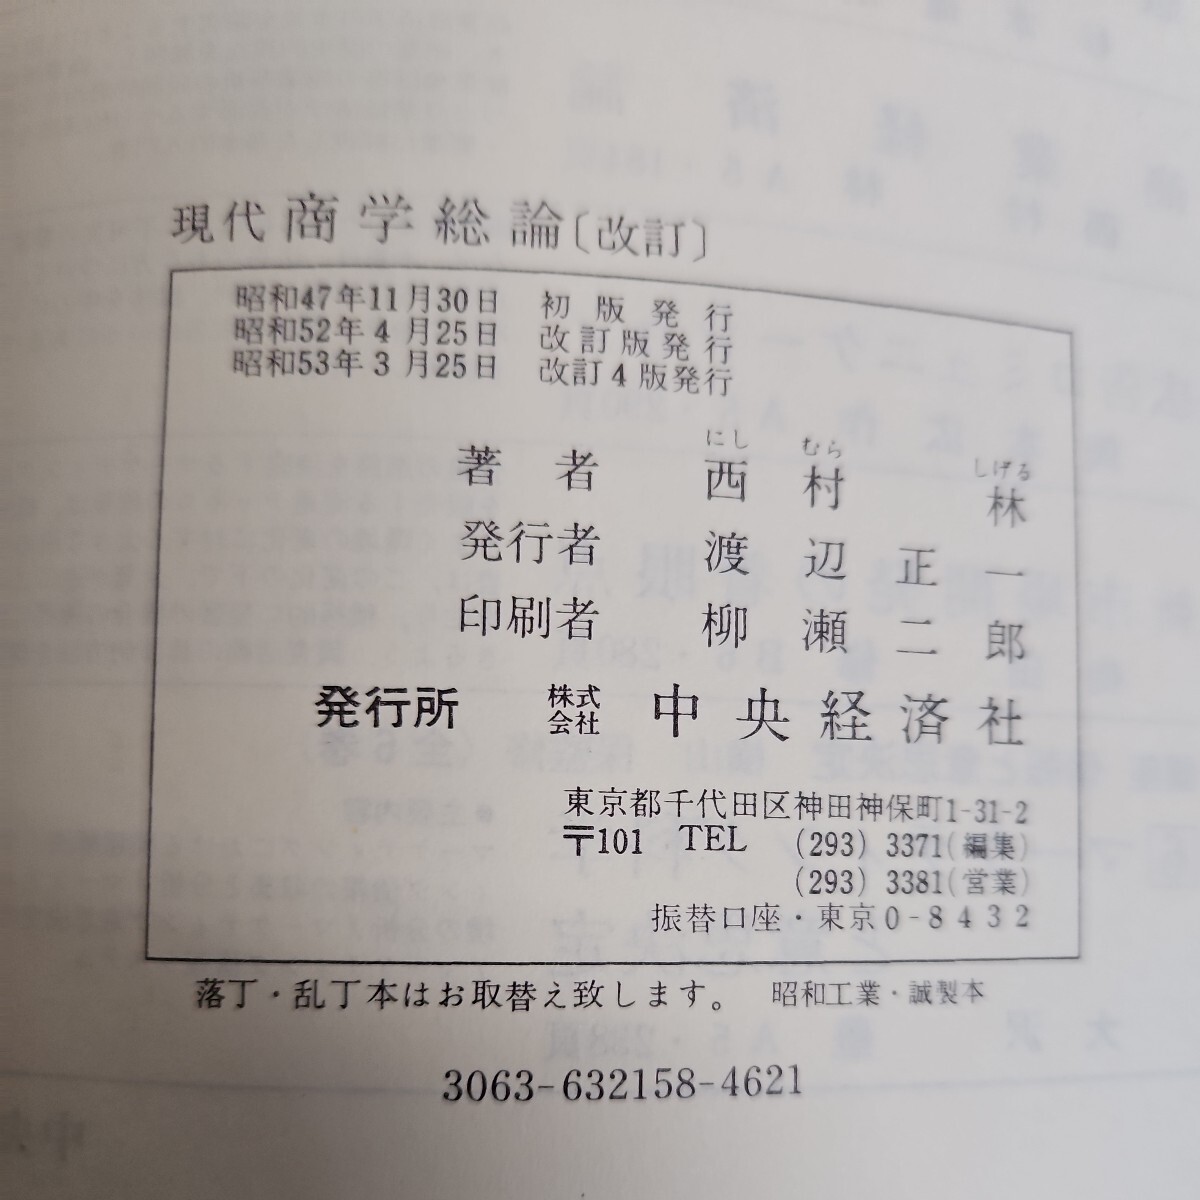 現代 商学総論〔改訂〕
昭和47年11月30日 初版発行
昭和52年4月25日 改訂版発行
昭和53年3月25日 改訂4版発行
にし むら しげる
著者 西村 林
発行者 渡辺正一
印刷者 柳瀬二郎
発行所 株式会社 中央経済社
東京都千代田区神田神保町1-31-2
〒101 TEL (293) 3371(編集)
(293) 3381(営業)
振替口座・東京0-8432
落丁・乱丁本はお取替え致します。 昭和工業・誠製本
3063-632158-4621